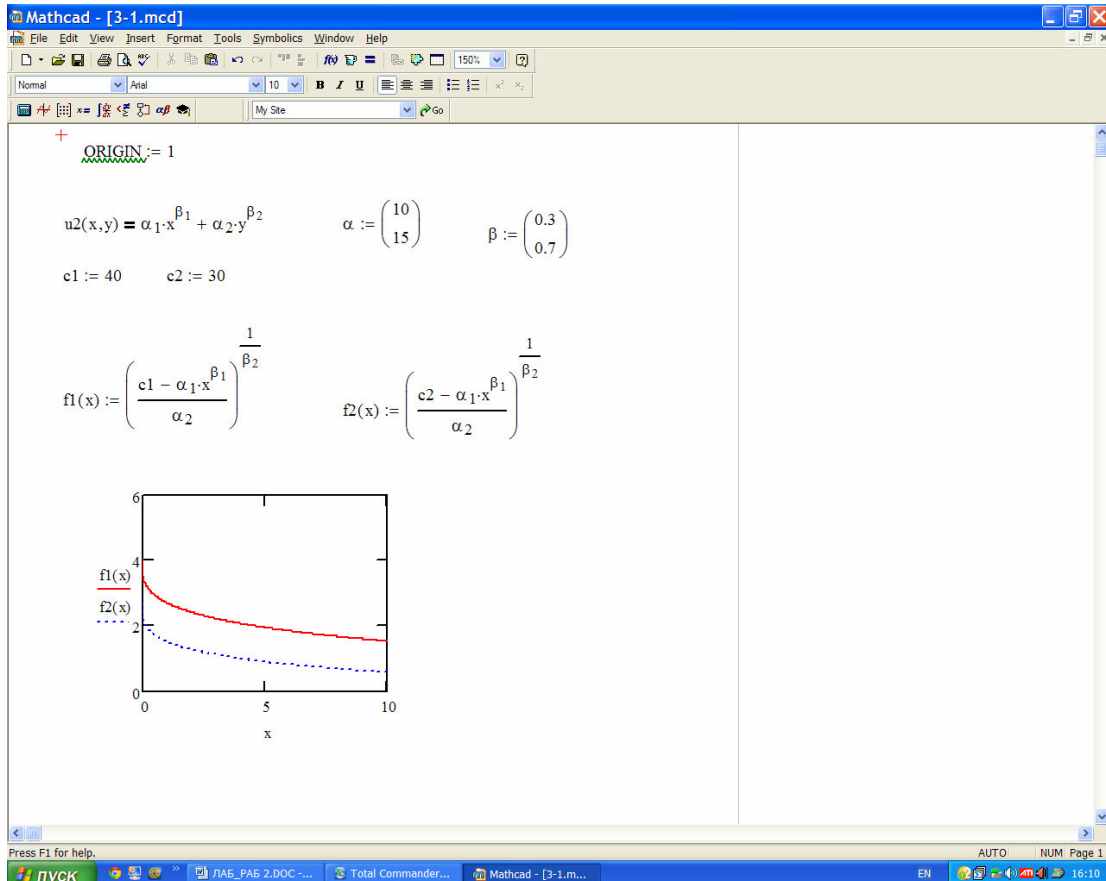 Mathcad - [3-1.mcd]
File Edit View Insert Format Tools Symbolics Window Help
150%
Normal Arial 10 B I U
My Site Go
ORIGIN := 1
u2(x,y) = α₁·x^β₁ + α₂·y^β₂ α := (10 15) β := (0.3 0.7)
c1 := 40 c2 := 30
f1(x) := ((c1 − α₁·x^β₁)/α₂)^(1/β₂) f2(x) := ((c2 − α₁·x^β₁)/α₂)^(1/β₂)
6
4
f1(x)
f2(x)
2
0
0 5 10
x
Press F1 for help. AUTO NUM Page 1
пуск ЛАБ_РАБ 2.DOC -... Total Commander... Mathcad - [3-1.m... EN 16:10